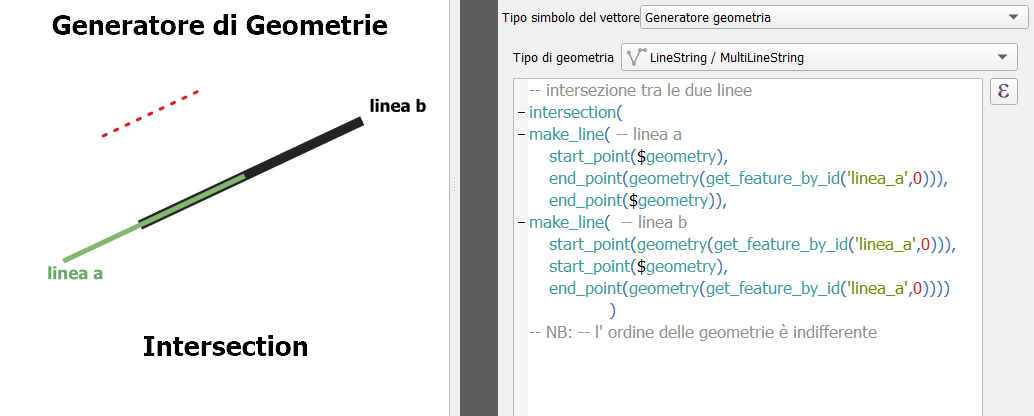 Generatore di Geometrie
linea b
linea a
Intersection
Tipo simbolo del vettore Generatore geometria
Tipo di geometria LineString / MultiLineString
-- intersezione tra le due linee
intersection(
make_line( -- linea a
start_point($geometry),
end_point(geometry(get_feature_by_id('linea_a',0))),
end_point($geometry)),
make_line( -- linea b
start_point(geometry(get_feature_by_id('linea_a',0))),
start_point($geometry),
end_point(geometry(get_feature_by_id('linea_a',0))))
)
-- NB: -- l' ordine delle geometrie è indifferente
ε